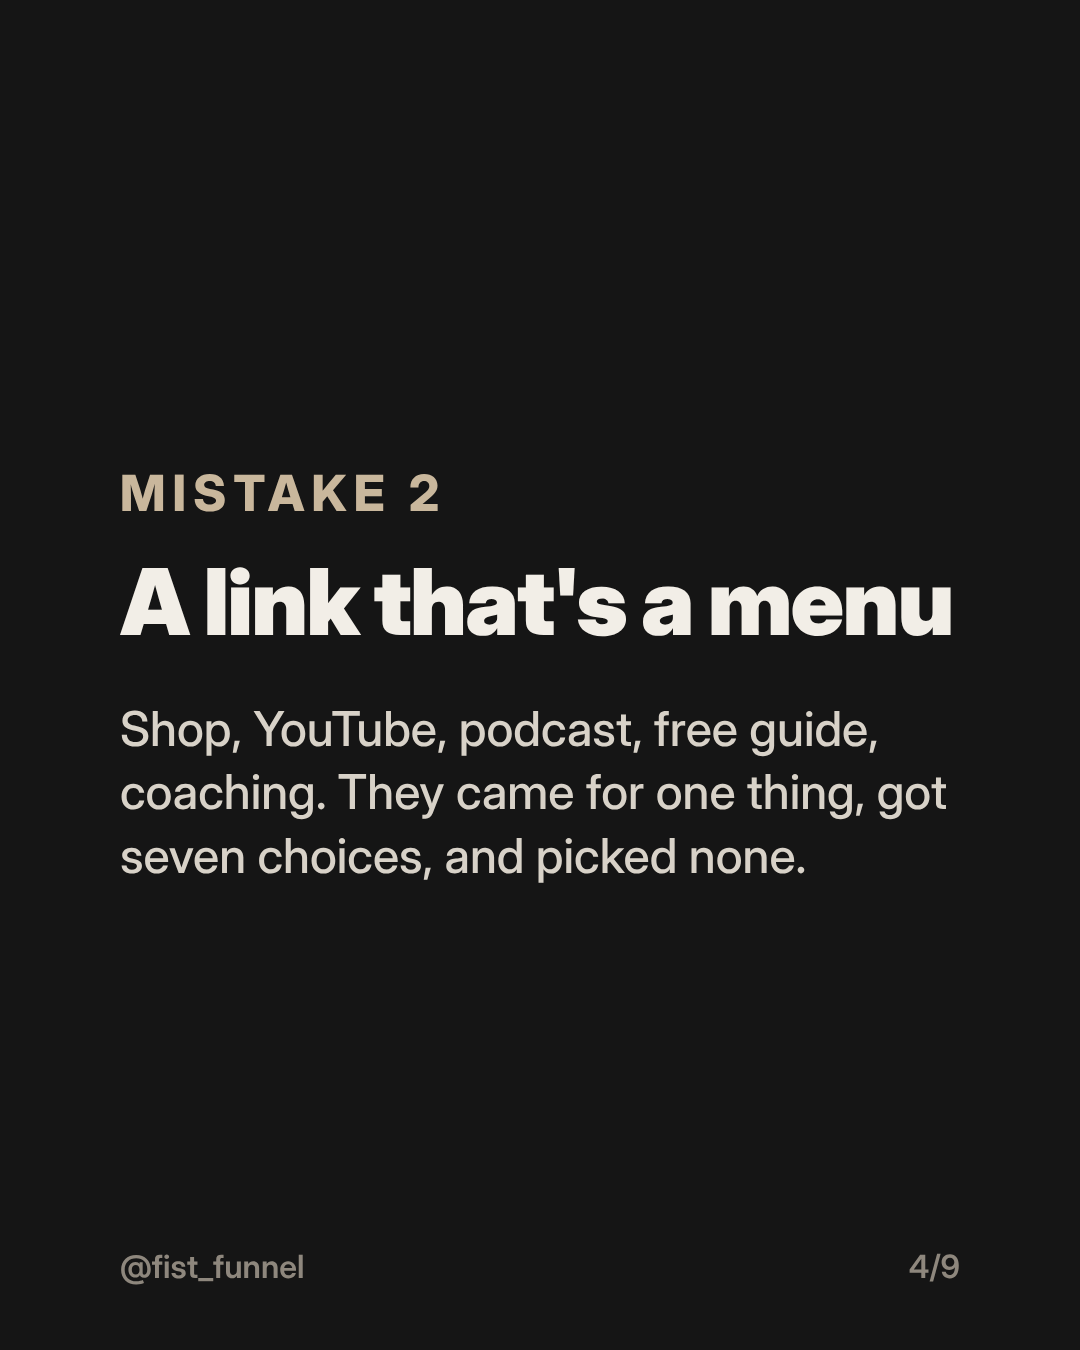 MISTAKE 2
A link that's a menu
Shop, YouTube, podcast, free guide,
coaching. They came for one thing, got
seven choices, and picked none.
@fist_funnel
4/9